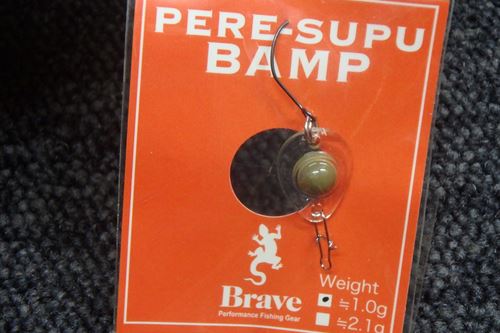 PERE-SUPU
BAMP
Brave
Performance Fishing Gear
Weight
≒1.0g
≒2.1g